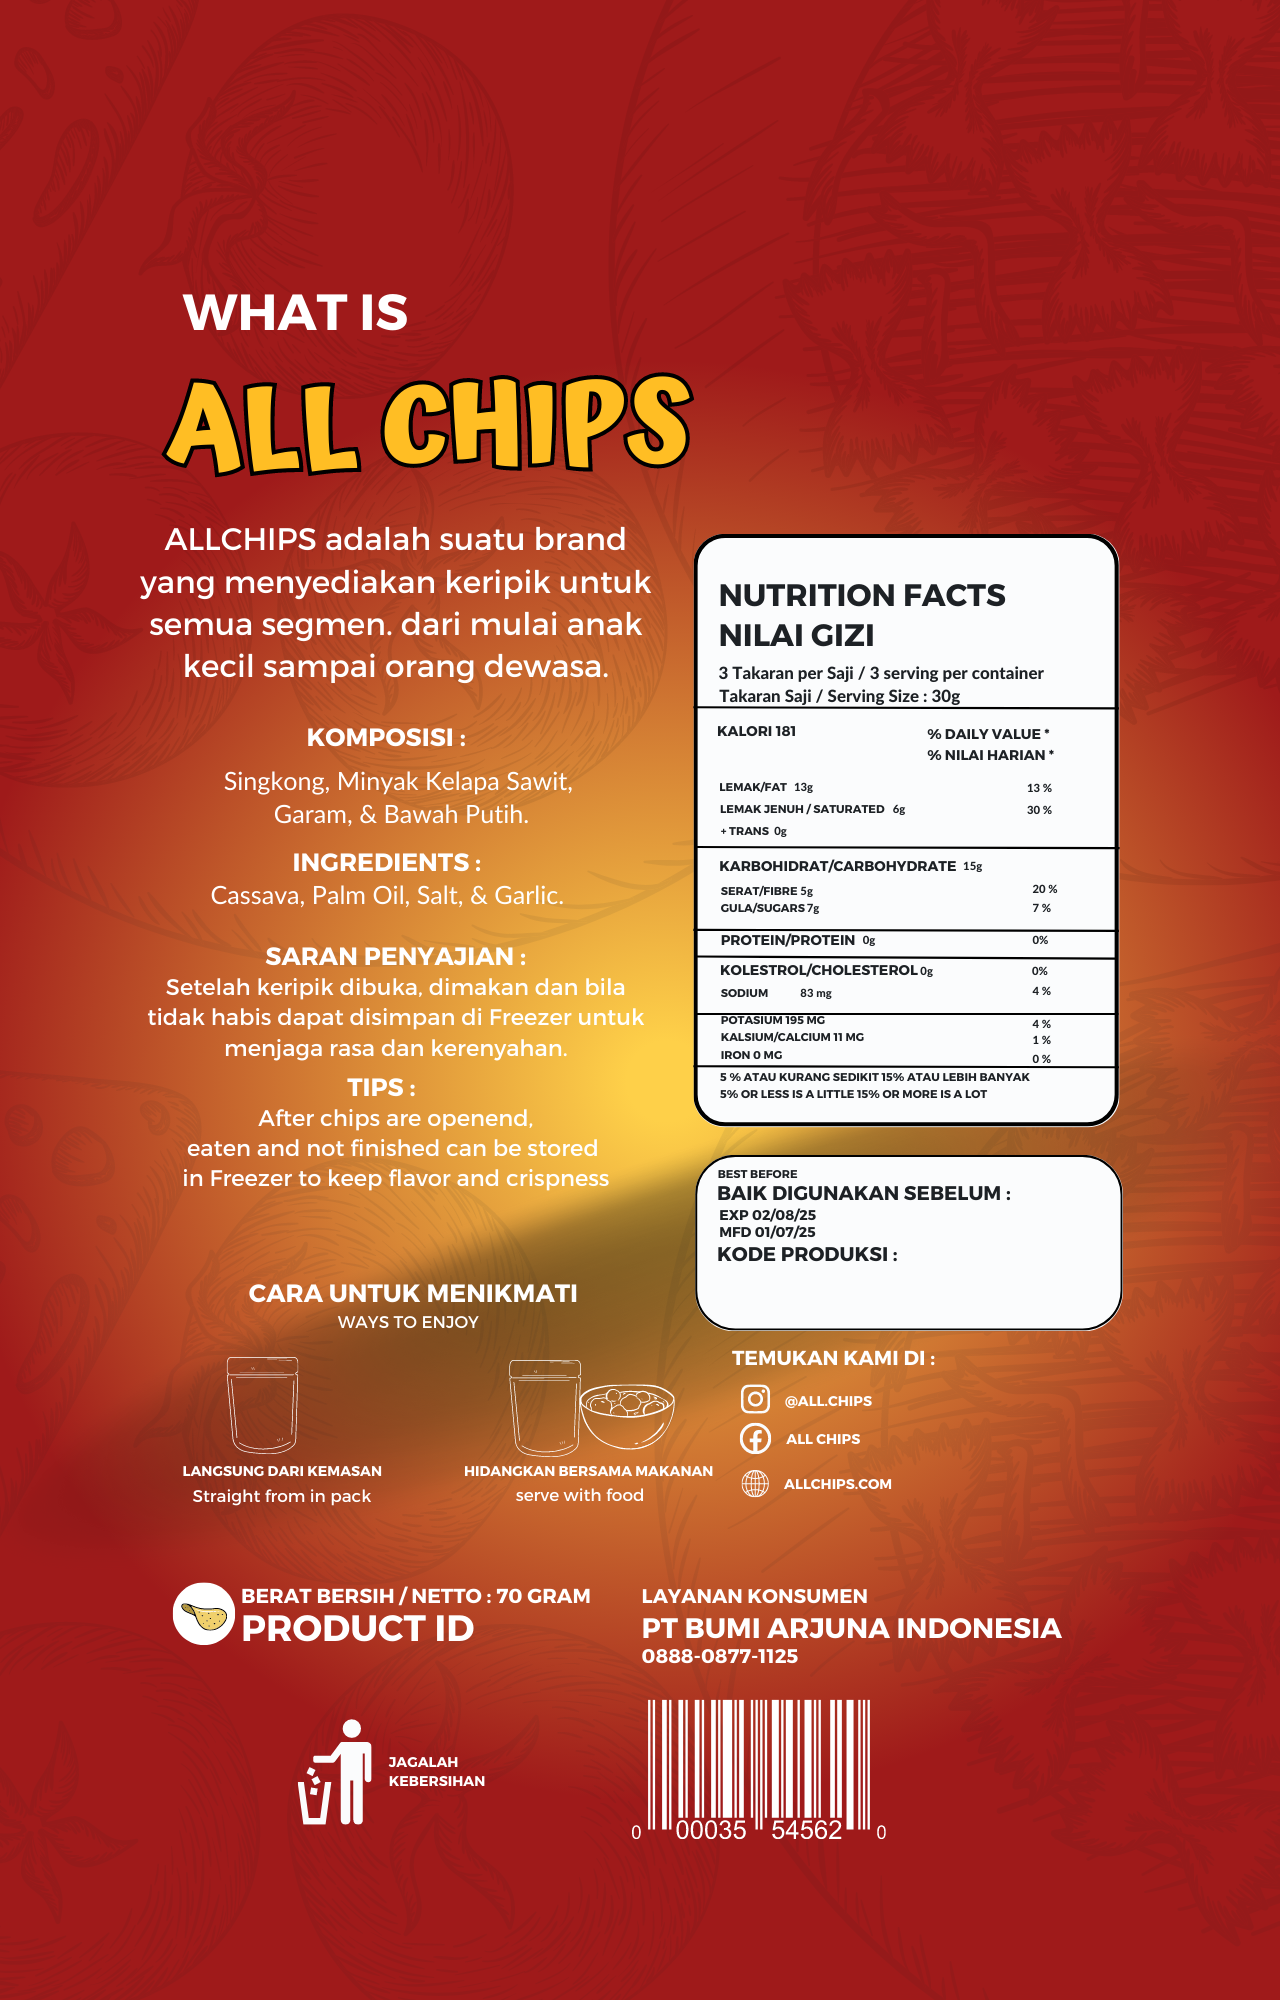 WHAT IS
ALL CHIPS
ALLCHIPS adalah suatu brand
yang menyediakan keripik untuk
semua segmen. dari mulai anak
kecil sampai orang dewasa.
KOMPOSISI :
Singkong, Minyak Kelapa Sawit,
Garam, & Bawah Putih.
INGREDIENTS :
Cassava, Palm Oil, Salt, & Garlic.
SARAN PENYAJIAN :
Setelah keripik dibuka, dimakan dan bila
tidak habis dapat disimpan di Freezer untuk
menjaga rasa dan kerenyahan.
TIPS :
After chips are openend,
eaten and not finished can be stored
in Freezer to keep flavor and crispness
NUTRITION FACTS
NILAI GIZI
3 Takaran per Saji / 3 serving per container
Takaran Saji / Serving Size : 30g
KALORI 181
% DAILY VALUE *
% NILAI HARIAN *
LEMAK/FAT 13g 13 %
LEMAK JENUH / SATURATED 6g 30 %
+ TRANS 0g
KARBOHIDRAT/CARBOHYDRATE 15g
SERAT/FIBRE 5g 20 %
GULA/SUGARS 7g 7 %
PROTEIN/PROTEIN 0g 0%
KOLESTROL/CHOLESTEROL 0g 0%
SODIUM 83 mg 4 %
POTASIUM 195 MG 4 %
KALSIUM/CALCIUM 11 MG 1 %
IRON 0 MG 0 %
5 % ATAU KURANG SEDIKIT 15% ATAU LEBIH BANYAK
5% OR LESS IS A LITTLE 15% OR MORE IS A LOT
BEST BEFORE
BAIK DIGUNAKAN SEBELUM :
EXP 02/08/25
MFD 01/07/25
KODE PRODUKSI :
CARA UNTUK MENIKMATI
WAYS TO ENJOY
LANGSUNG DARI KEMASAN
Straight from in pack
HIDANGKAN BERSAMA MAKANAN
serve with food
TEMUKAN KAMI DI :
@ALL.CHIPS
ALL CHIPS
ALLCHIPS.COM
BERAT BERSIH / NETTO : 70 GRAM
PRODUCT ID
LAYANAN KONSUMEN
PT BUMI ARJUNA INDONESIA
0888-0877-1125
JAGALAH
KEBERSIHAN
0 00035 54562 0